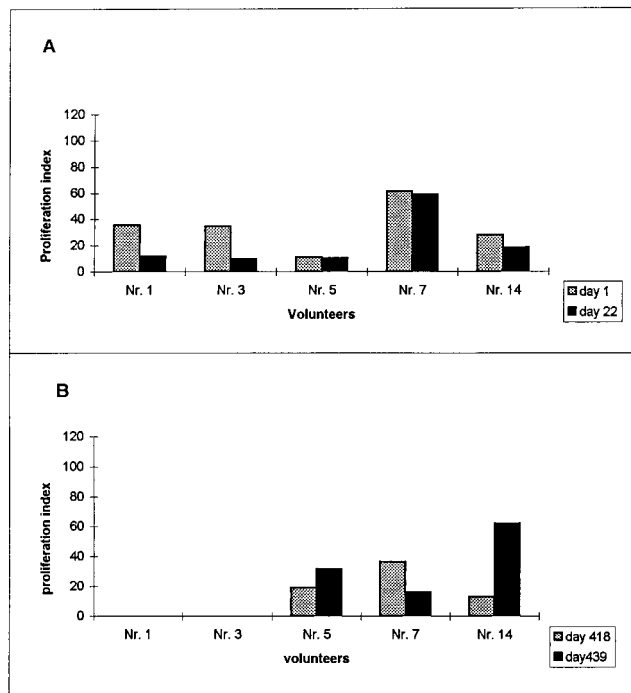 A
Proliferation index
120
100
80
60
40
20
0
Nr. 1 Nr. 3 Nr. 5 Nr. 7 Nr. 14
Volunteers
day 1
day 22
B
proliferation index
120
100
80
60
40
20
0
Nr. 1 Nr. 3 Nr. 5 Nr. 7 Nr. 14
volunteers
day 418
day439